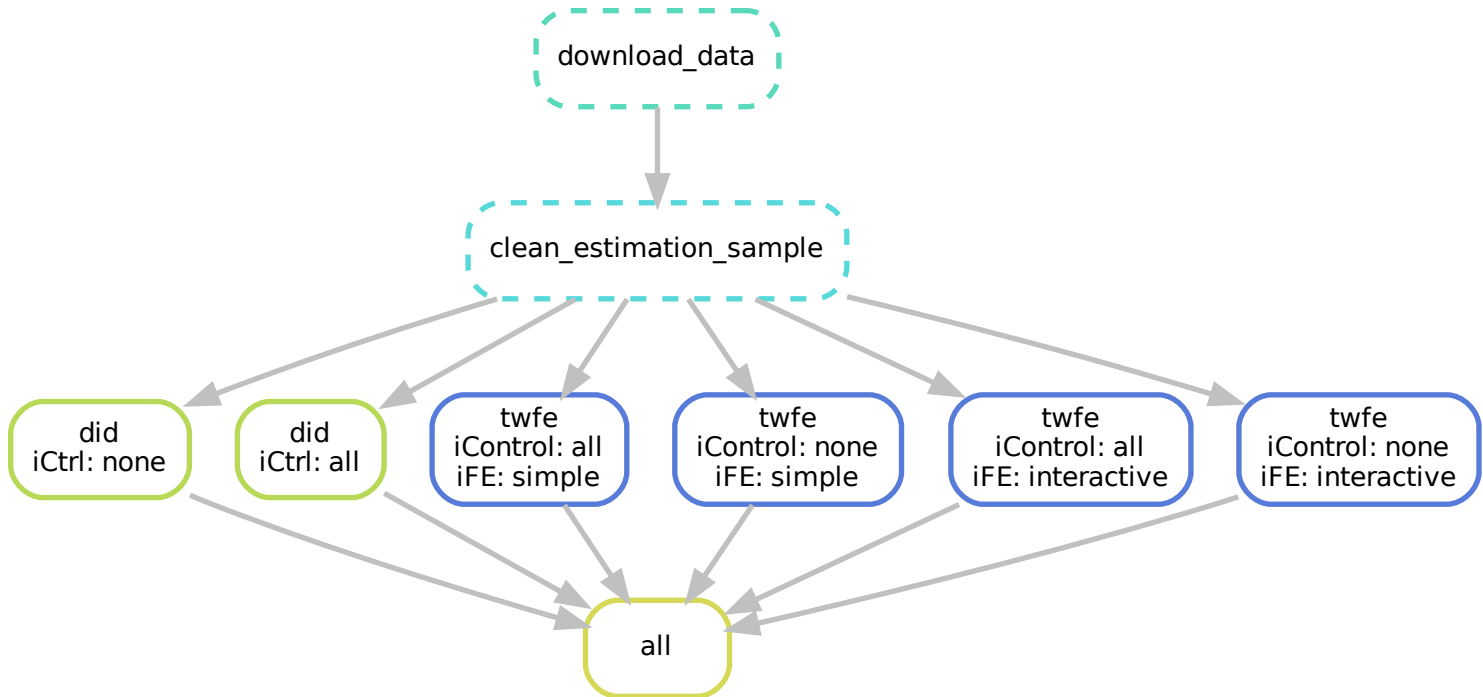 download_data
clean_estimation_sample
did
iCtrl: none
did
iCtrl: all
twfe
iControl: all
iFE: simple
twfe
iControl: none
iFE: simple
twfe
iControl: all
iFE: interactive
twfe
iControl: none
iFE: interactive
all